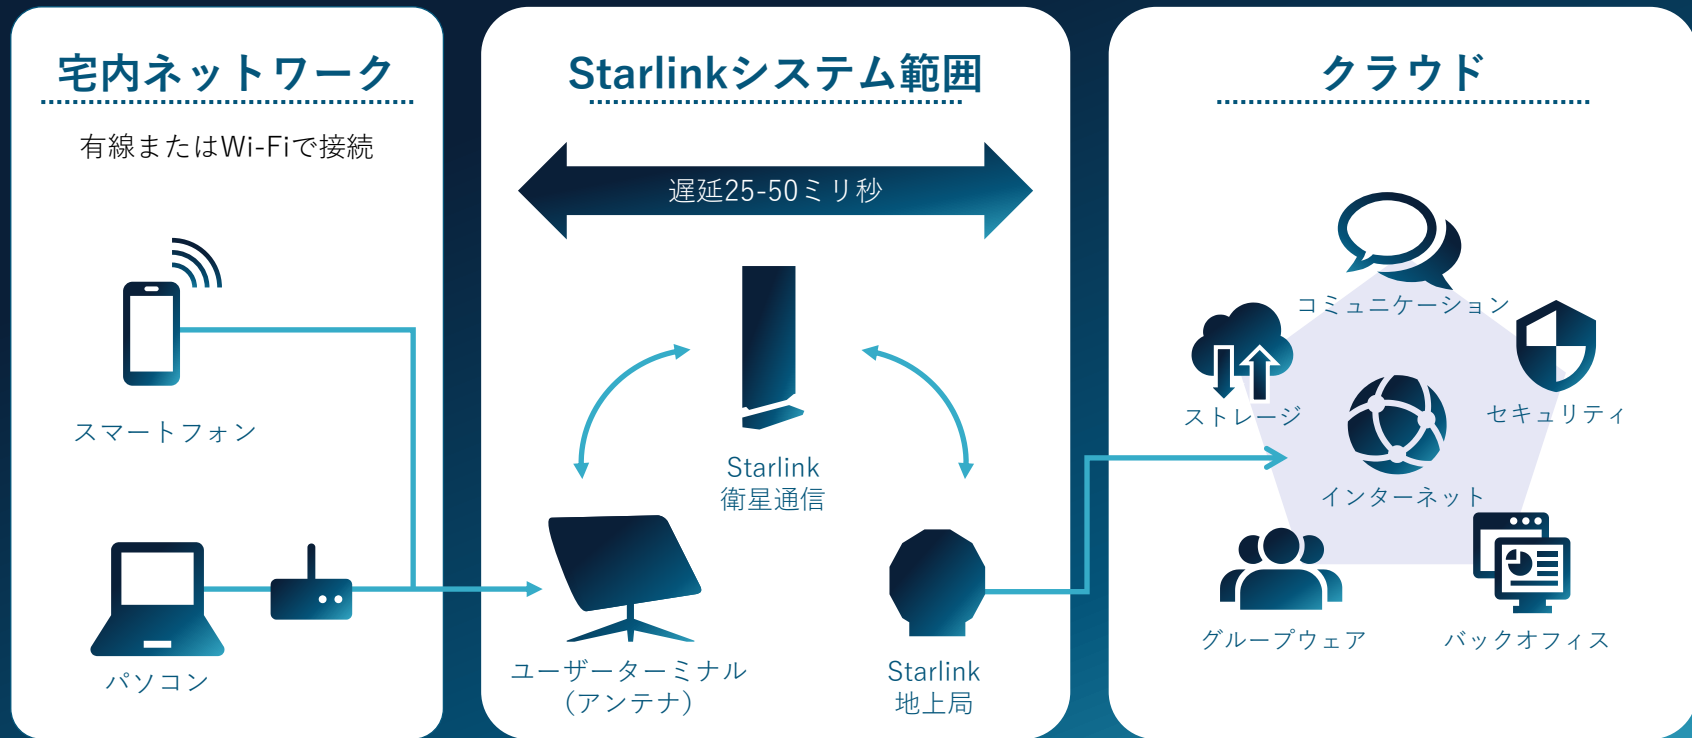 宅内ネットワーク
有線またはWi-Fiで接続
スマートフォン
パソコン
Starlinkシステム範囲
遅延25-50ミリ秒
Starlink
衛星通信
ユーザーターミナル
(アンテナ)
Starlink
地上局
クラウド
コミュニケーション
ストレージ
セキュリティ
インターネット
グループウェア
バックオフィス